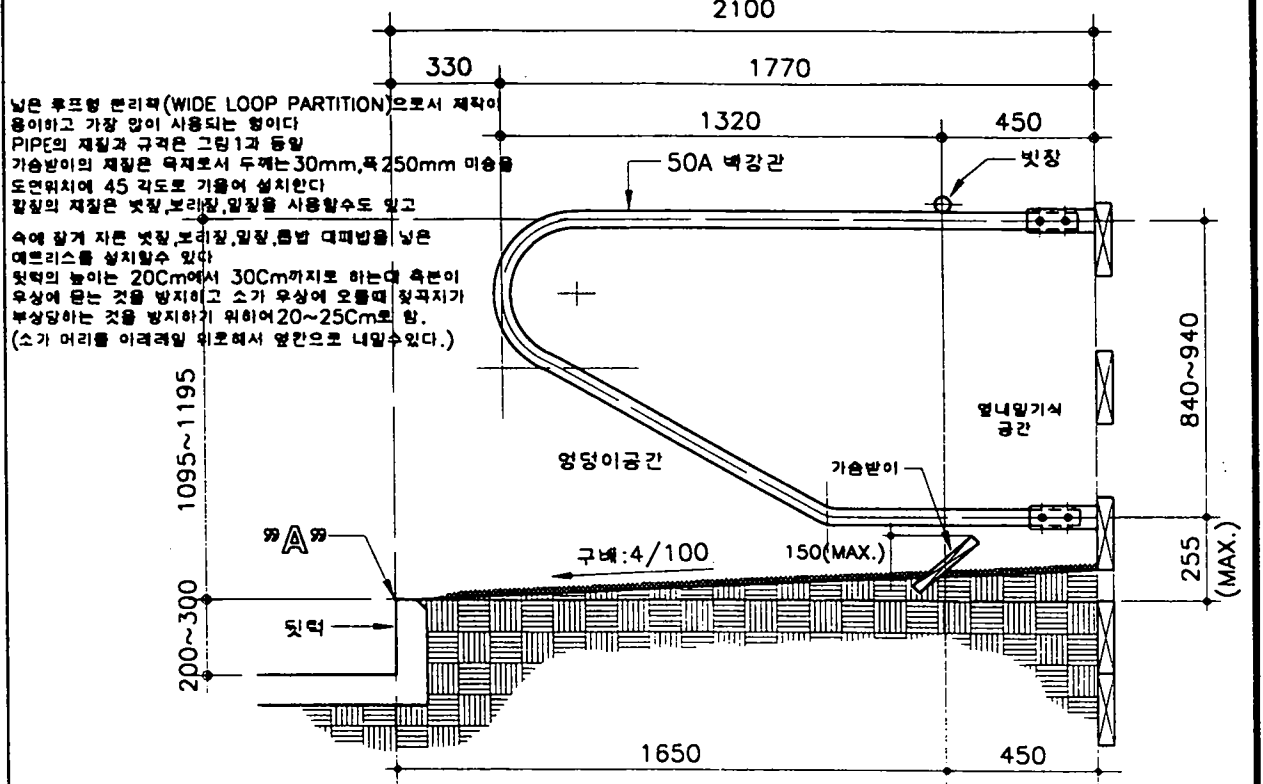 2100
330
1770
1320
450
넓은 루프형 분리책(WIDE LOOP PARTITION)으로서 제작이
용이하고 가장 많이 사용되는 형이다
PIPE의 재질과 규격은 그림1과 동일
가슴받이의 재질은 목재로서 두께는30mm,폭250mm 미송을
도면위치에 45 각도로 기울여 설치한다
깔짚의 재질은 볏짚,보리짚,밀짚을 사용할수도 있고
속에 잘게 자른 볏짚,보리짚,밀짚,톱밥 대패밥을 넣은
매트리스를 설치할수 있다
뒷턱의 높이는 20Cm에서 30Cm까지로 하는데 축분이
우상에 묻는 것을 방지하고 소가 우상에 오를때 젖꼭지가
부상당하는 것을 방지하기 위하여20~25Cm로 함.
(소가 머리를 아래레일 위로해서 옆칸으로 내밀수있다.)
50A 백강관
빗장
1095~1195
840~940
옆내밀기식
공간
엉덩이공간
가슴받이
"A"
구배:4/100
150(MAX.)
255
(MAX.)
뒷턱
200~300
1650
450